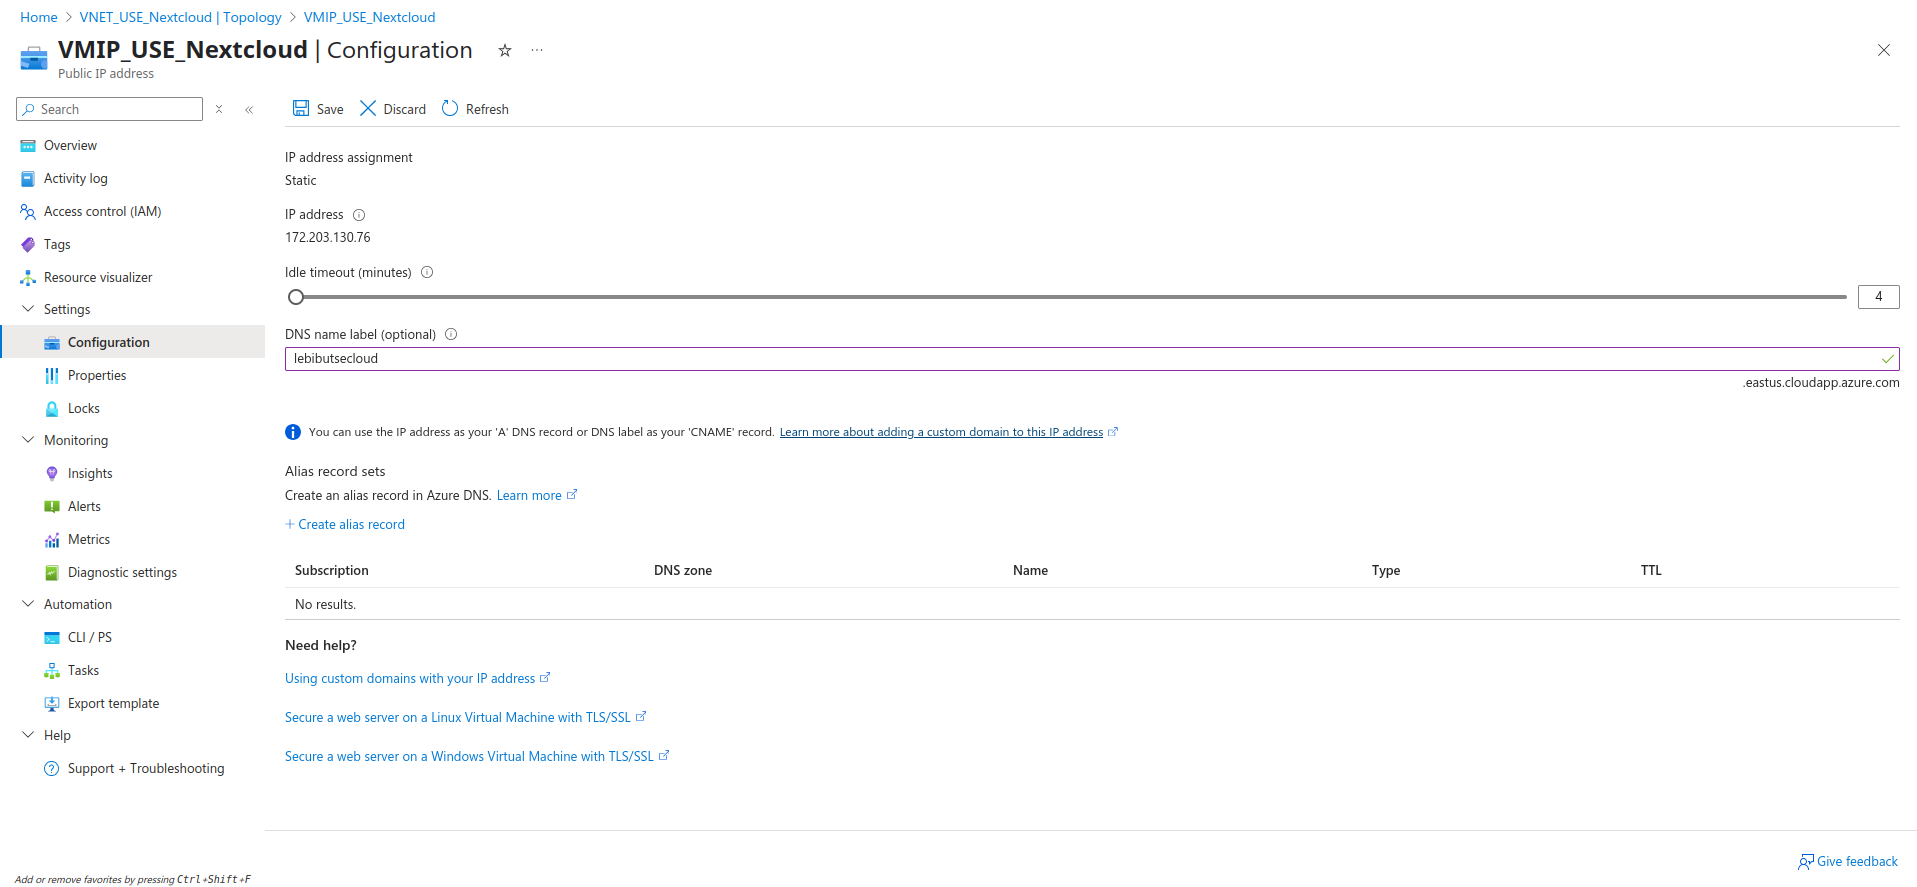 Home > VNET_USE_Nextcloud | Topology > VMIP_USE_Nextcloud
VMIP_USE_Nextcloud | Configuration
Public IP address
Search
Overview
Activity log
Access control (IAM)
Tags
Resource visualizer
Settings
Configuration
Properties
Locks
Monitoring
Insights
Alerts
Metrics
Diagnostic settings
Automation
CLI / PS
Tasks
Export template
Help
Support + Troubleshooting
Add or remove favorites by pressing Ctrl+Shift+F
Save Discard Refresh
IP address assignment
Static
IP address
172.203.130.76
Idle timeout (minutes)
4
DNS name label (optional)
lebibutsecloud
.eastus.cloudapp.azure.com
You can use the IP address as your 'A' DNS record or DNS label as your 'CNAME' record. Learn more about adding a custom domain to this IP address
Alias record sets
Create an alias record in Azure DNS. Learn more
+ Create alias record
Subscription DNS zone Name Type TTL
No results.
Need help?
Using custom domains with your IP address
Secure a web server on a Linux Virtual Machine with TLS/SSL
Secure a web server on a Windows Virtual Machine with TLS/SSL
Give feedback